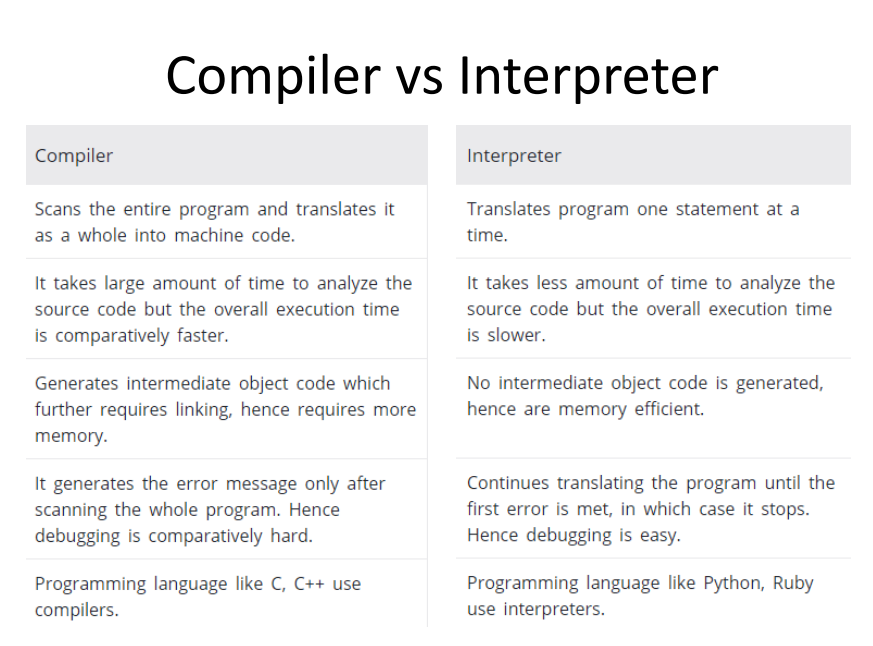 Compiler vs Interpreter
Compiler
Interpreter
Scans the entire program and translates it
as a whole into machine code.
Translates program one statement at a
time.
It takes large amount of time to analyze the
source code but the overall execution time
is comparatively faster.
It takes less amount of time to analyze the
source code but the overall execution time
is slower.
Generates intermediate object code which
further requires linking, hence requires more
memory.
No intermediate object code is generated,
hence are memory efficient.
It generates the error message only after
scanning the whole program. Hence
debugging is comparatively hard.
Continues translating the program until the
first error is met, in which case it stops.
Hence debugging is easy.
Programming language like C, C++ use
compilers.
Programming language like Python, Ruby
use interpreters.